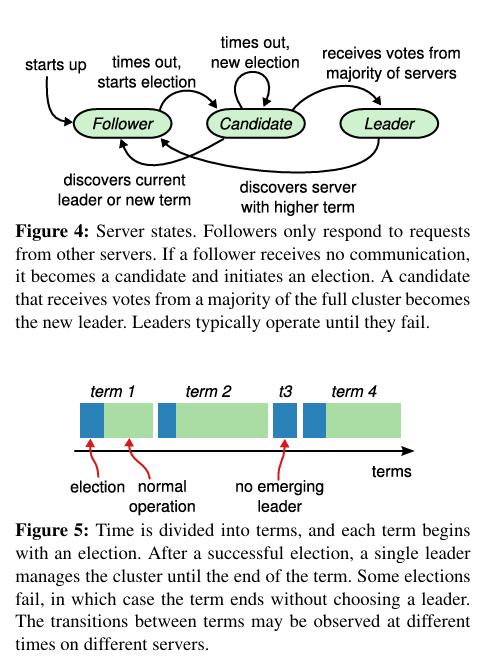 starts up
times out,
starts election
times out,
new election
receives votes from
majority of servers
Follower
Candidate
Leader
discovers current
leader or new term
discovers server
with higher term
Figure 4: Server states. Followers only respond to requests
from other servers. If a follower receives no communication,
it becomes a candidate and initiates an election. A candidate
that receives votes from a majority of the full cluster becomes
the new leader. Leaders typically operate until they fail.
term 1
term 2
t3
term 4
terms
election
normal
operation
no emerging
leader
Figure 5: Time is divided into terms, and each term begins
with an election. After a successful election, a single leader
manages the cluster until the end of the term. Some elections
fail, in which case the term ends without choosing a leader.
The transitions between terms may be observed at different
times on different servers.